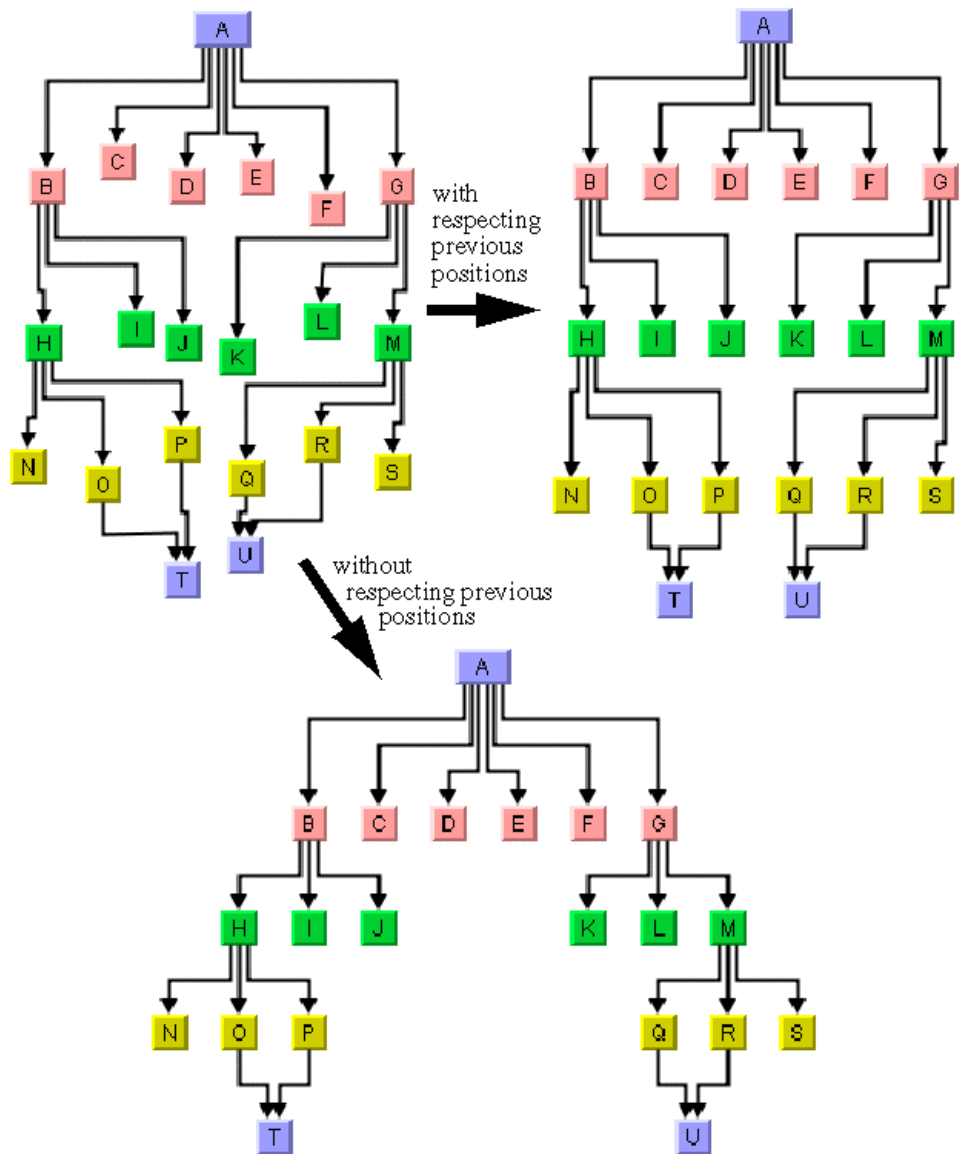 A
B
C
D
E
F
G
H
I
J
K
L
M
N
O
P
Q
R
S
T
U
with
respecting
previous
positions
A
B C D E F G
H I J K L M
N O P Q R S
T U
without
respecting previous
positions
A
B C D E F G
H I J K L M
N O P Q R S
T U